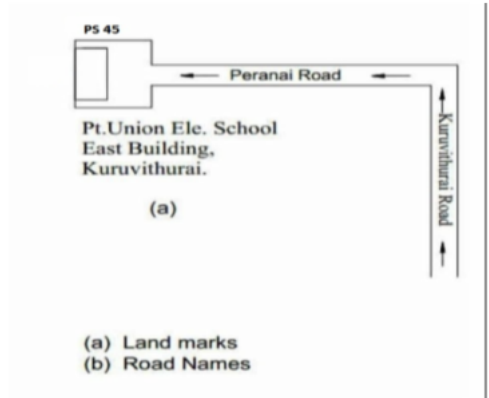 PS 45
Peranai Road
Kuruvithurai Road
Pt.Union Ele. School
East Building,
Kuruvithurai.
(a)
(a) Land marks
(b) Road Names